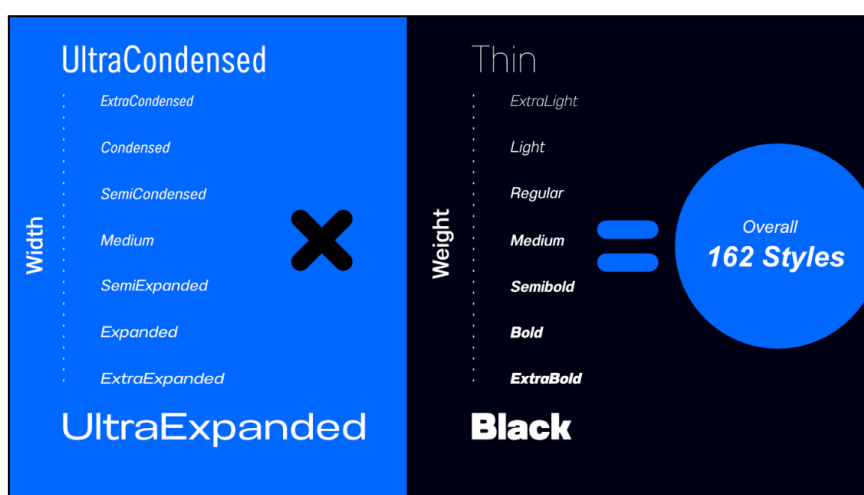 UltraCondensed
ExtraCondensed
Condensed
SemiCondensed
Medium
SemiExpanded
Expanded
ExtraExpanded
UltraExpanded
Width
Thin
ExtraLight
Light
Regular
Medium
Semibold
Bold
ExtraBold
Black
Weight
Overall
162 Styles